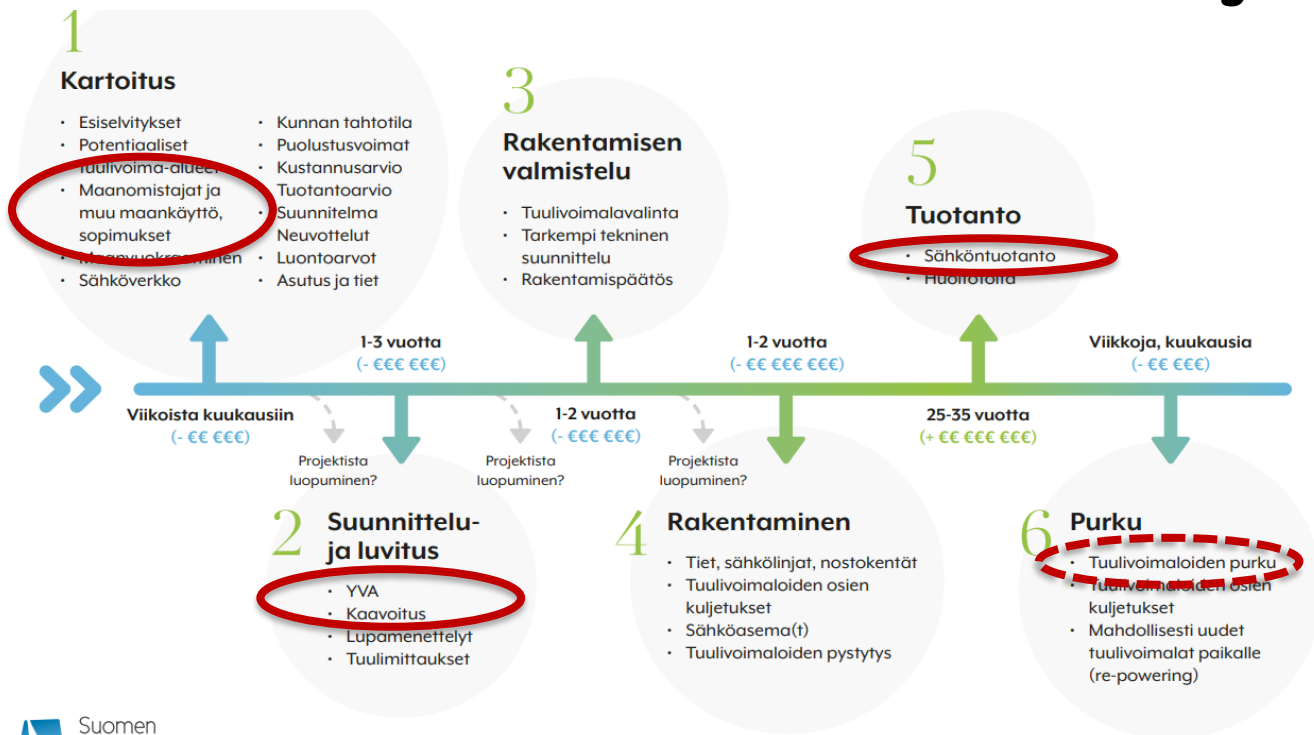 1
Kartoitus
• Esiselvitykset
• Potentiaaliset
tuulivoima-alueet
• Maanomistajat ja
muu maankäyttö,
sopimukset
• Maanvuokraaminen
• Sähköverkko
• Kunnan tahtotila
• Puolustusvoimat
• Kustannusarvio
Tuotantoarvio
• Suunnitelma
Neuvottelut
• Luontoarvot
• Asutus ja tiet
3
Rakentamisen
valmistelu
• Tuulivoimalavalinta
• Tarkempi tekninen
suunnittelu
• Rakentamispäätös
5
Tuotanto
• Sähköntuotanto
• Huoltotöitä
1-3 vuotta
(- €€€ €€€)
1-2 vuotta
(- €€ €€€ €€€)
Viikkoja, kuukausia
(- €€ €€€)
Viikoista kuukausiin
(- €€ €€€)
1-2 vuotta
(- €€€ €€€)
25-35 vuotta
(+ €€ €€€ €€€)
Projektista
luopuminen?
Projektista
luopuminen?
Projektista
luopuminen?
2
Suunnittelu-
ja luvitus
• YVA
• Kaavoitus
• Lupamenettelyt
• Tuulimittaukset
4
Rakentaminen
• Tiet, sähkölinjat, nostokentät
• Tuulivoimaloiden osien
kuljetukset
• Sähköasema(t)
• Tuulivoimaloiden pystytys
6
Purku
• Tuulivoimaloiden purku
• Tuulivoimaloiden osien
kuljetukset
• Mahdollisesti uudet
tuulivoimalat paikalle
(re-powering)
Suomen